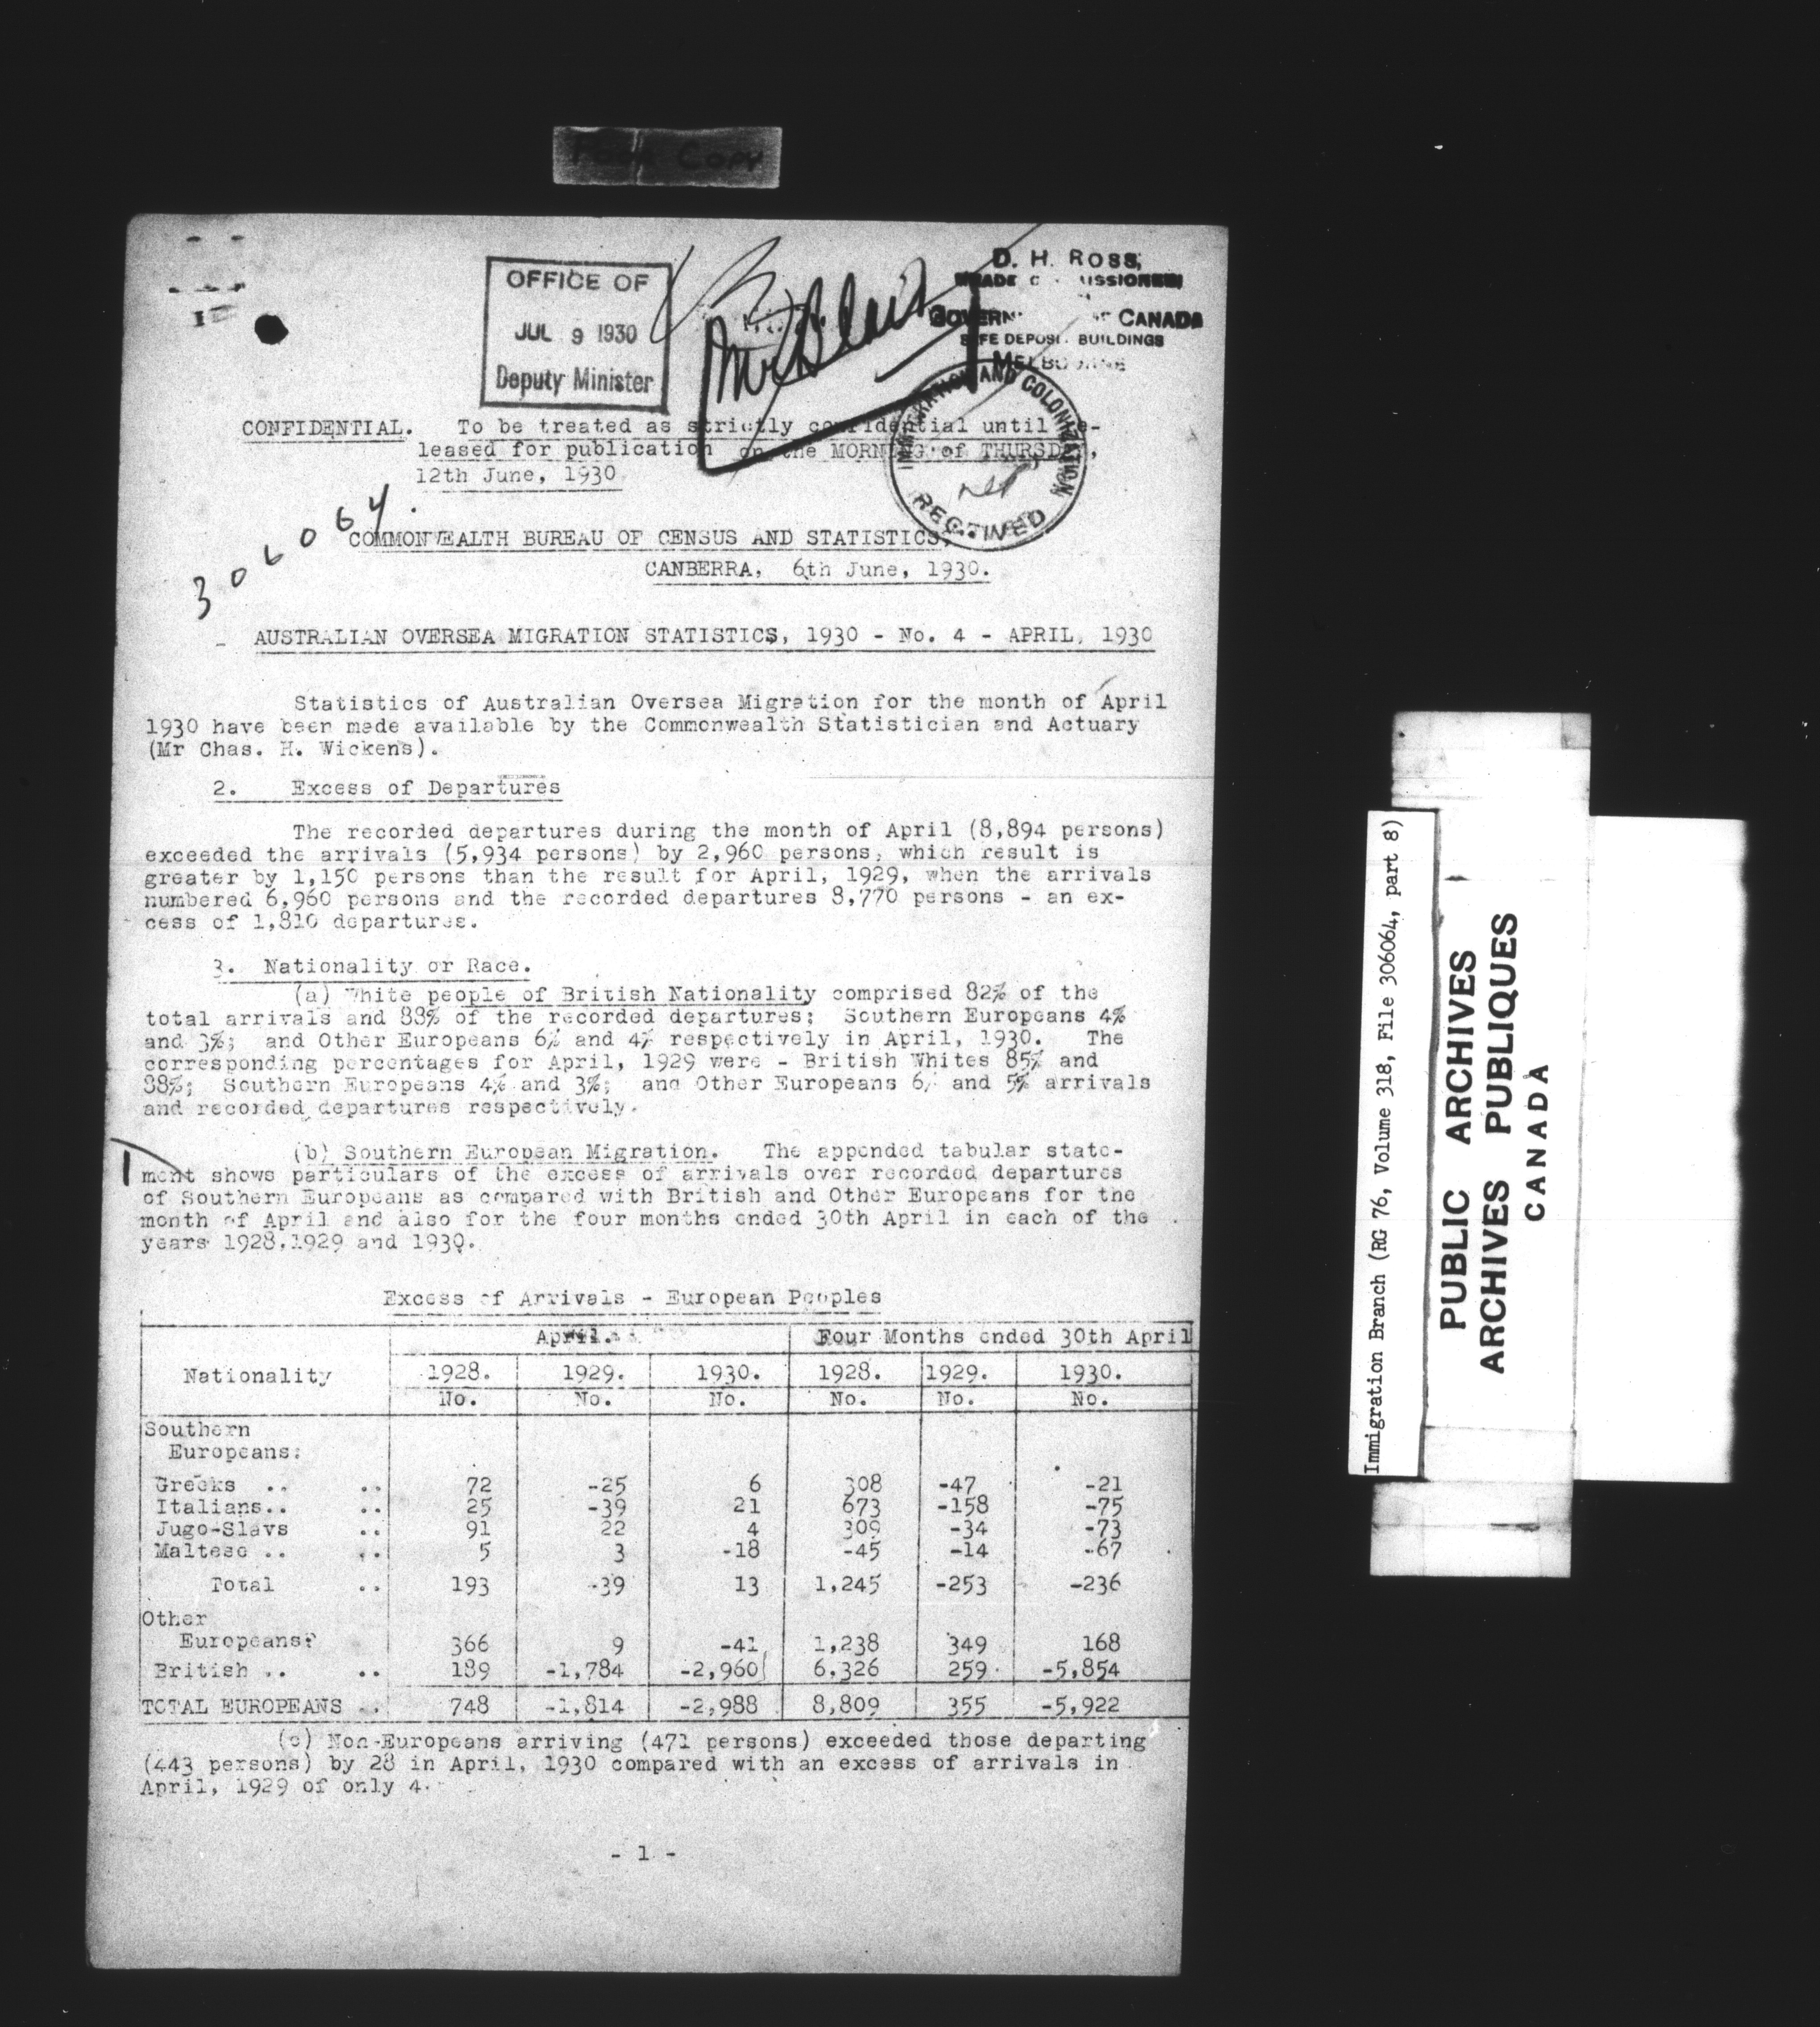 Poor Copy
OFFICE OF
JUL 9 1930
Deputy Minister
Mr Blair
D. H. ROSS,
GOVERN CANADA
SAFE DEPOSIT BUILDINGS
MELBOURNE
IMMIGRATION AND COLONIZATION
RECEIVED
CONFIDENTIAL. To be treated as strictly confidential until re-
leased for publication on the MORNING of THURSDAY,
12th June, 1930
306064.
COMMONWEALTH BUREAU OF CENSUS AND STATISTICS,
CANBERRA, 6th June, 1930.
AUSTRALIAN OVERSEA MIGRATION STATISTICS, 1930 - No. 4 - APRIL, 1930
Statistics of Australian Oversea Migration for the month of April
1930 have been made available by the Commonwealth Statistician and Actuary
(Mr Chas. H. Wickens).
2. Excess of Departures
The recorded departures during the month of April (8,894 persons)
exceeded the arrivals (5,934 persons) by 2,960 persons, which result is
greater by 1,150 persons than the result for April, 1929, when the arrivals
numbered 6,960 persons and the recorded departures 8,770 persons - an ex-
cess of 1,810 departures.
3. Nationality or Race.
(a) White people of British Nationality comprised 82% of the
total arrivals and 88% of the recorded departures; Southern Europeans 4%
and 3%; and Other Europeans 6% and 4% respectively in April, 1930. The
corresponding percentages for April, 1929 were - British Whites 85% and
88%; Southern Europeans 4% and 3%; and Other Europeans 6% and 5% arrivals
and recorded departures respectively.
(b) Southern European Migration. The appended tabular state-
ment shows particulars of the excess of arrivals over recorded departures
of Southern Europeans as compared with British and Other Europeans for the
month of April and also for the four months ended 30th April in each of the
years 1928, 1929 and 1930.
Excess of Arrivals - European Peoples
April. Four Months ended 30th April
Nationality 1928. 1929. 1930. 1928. 1929. 1930.
No. No. No. No. No. No.
Southern
Europeans:
Greeks .. .. 72 -25 6 308 -47 -21
Italians.. .. 25 -39 21 673 -158 -75
Jugo-Slavs .. 91 22 4 309 -34 -73
Maltese .. .. 5 3 -18 -45 -14 -67
Total .. 193 -39 13 1,245 -253 -236
Other
Europeans: 366 9 -41 1,238 349 168
British .. .. 189 -1,784 -2,960 6,326 259 -5,854
TOTAL EUROPEANS .. 748 -1,814 -2,988 8,809 355 -5,922
(c) Non-Europeans arriving (471 persons) exceeded those departing
(443 persons) by 28 in April, 1930 compared with an excess of arrivals in
April, 1929 of only 4.
- 1 -
Immigration Branch (RG 76, Volume 318, File 306064, part 8)
PUBLIC ARCHIVES
ARCHIVES PUBLIQUES
CANADA